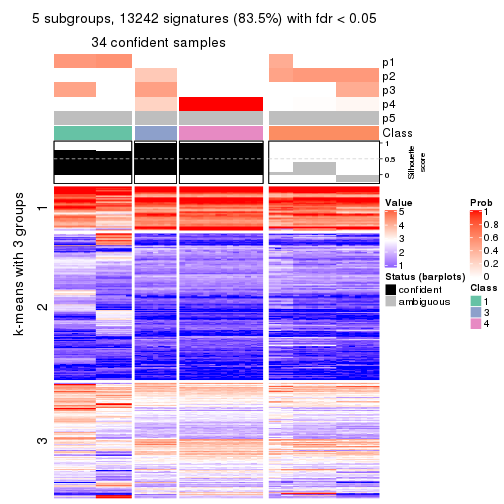 5 subgroups, 13242 signatures (83.5%) with fdr < 0.05
34 confident samples
p1
p2
p3
p4
p5
Class
1
0.5
0
Silhouette
score
k-means with 3 groups
1
2
3
Value
5
4
3
2
1
Status (barplots)
confident
ambiguous
Prob
1
0.8
0.6
0.4
0.2
0
Class
1
3
4